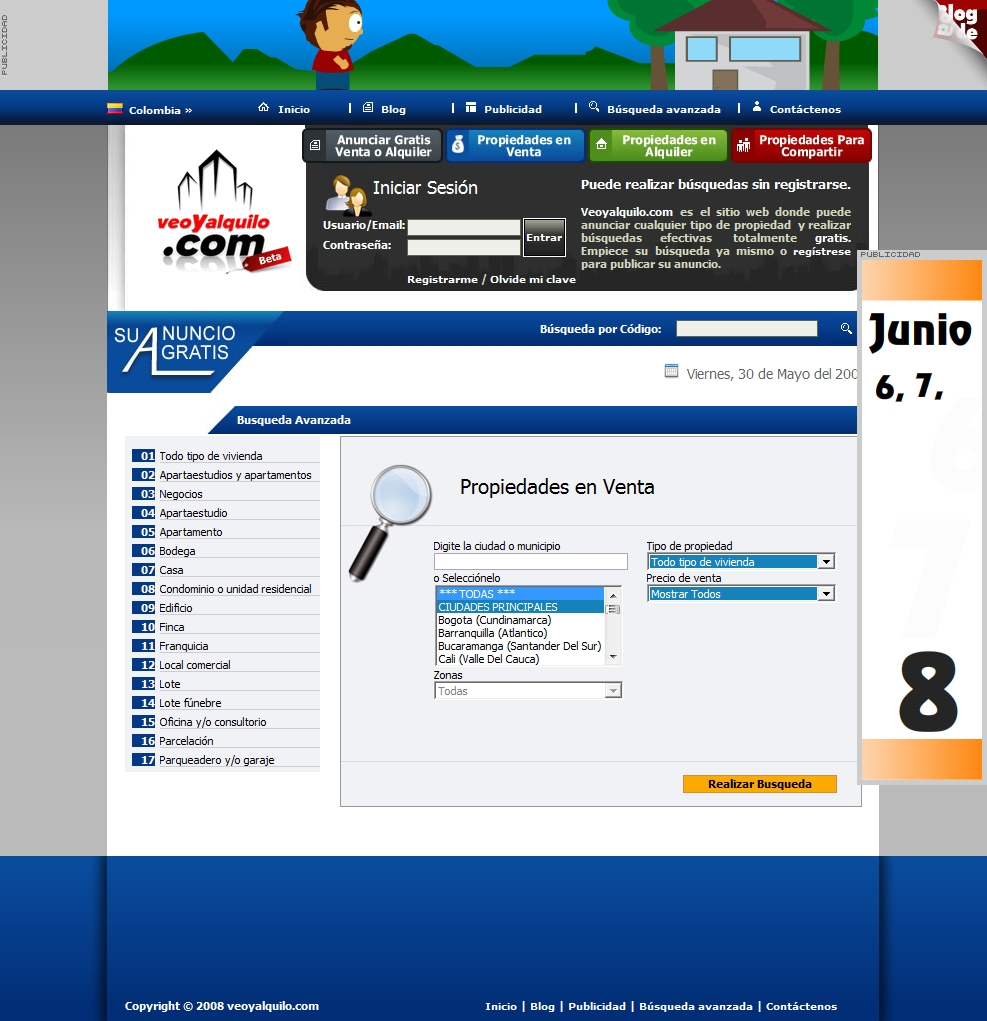 PUBLICIDAD
Blog
de
Colombia »
Inicio
Blog
Publicidad
Búsqueda avanzada
Contáctenos
Anunciar Gratis
Venta o Alquiler
Propiedades en
Venta
Propiedades en
Alquiler
Propiedades Para
Compartir
veoyalquilo
.com
Beta
Iniciar Sesión
Usuario/Email:
Contraseña:
Entrar
Registrarme / Olvide mi clave
Puede realizar búsquedas sin registrarse.
Veoyalquilo.com es el sitio web donde puede
anunciar cualquier tipo de propiedad y realizar
búsquedas efectivas totalmente gratis.
Empiece su búsqueda ya mismo o regístrese
para publicar su anuncio.
PUBLICIDAD
Junio
6, 7,
6
7
8
SU ANUNCIO
GRATIS
Búsqueda por Código:
Viernes, 30 de Mayo del 200
Busqueda Avanzada
01 Todo tipo de vivienda
02 Apartaestudios y apartamentos
03 Negocios
04 Apartaestudio
05 Apartamento
06 Bodega
07 Casa
08 Condominio o unidad residencial
09 Edificio
10 Finca
11 Franquicia
12 Local comercial
13 Lote
14 Lote fúnebre
15 Oficina y/o consultorio
16 Parcelación
17 Parqueadero y/o garaje
Propiedades en Venta
Digite la ciudad o municipio
o Selecciónelo
*** TODAS ***
CIUDADES PRINCIPALES
Bogota (Cundinamarca)
Barranquilla (Atlantico)
Bucaramanga (Santander Del Sur)
Cali (Valle Del Cauca)
Zonas
Todas
Tipo de propiedad
Todo tipo de vivienda
Precio de venta
Mostrar Todos
Realizar Busqueda
Copyright © 2008 veoyalquilo.com
Inicio | Blog | Publicidad | Búsqueda avanzada | Contáctenos